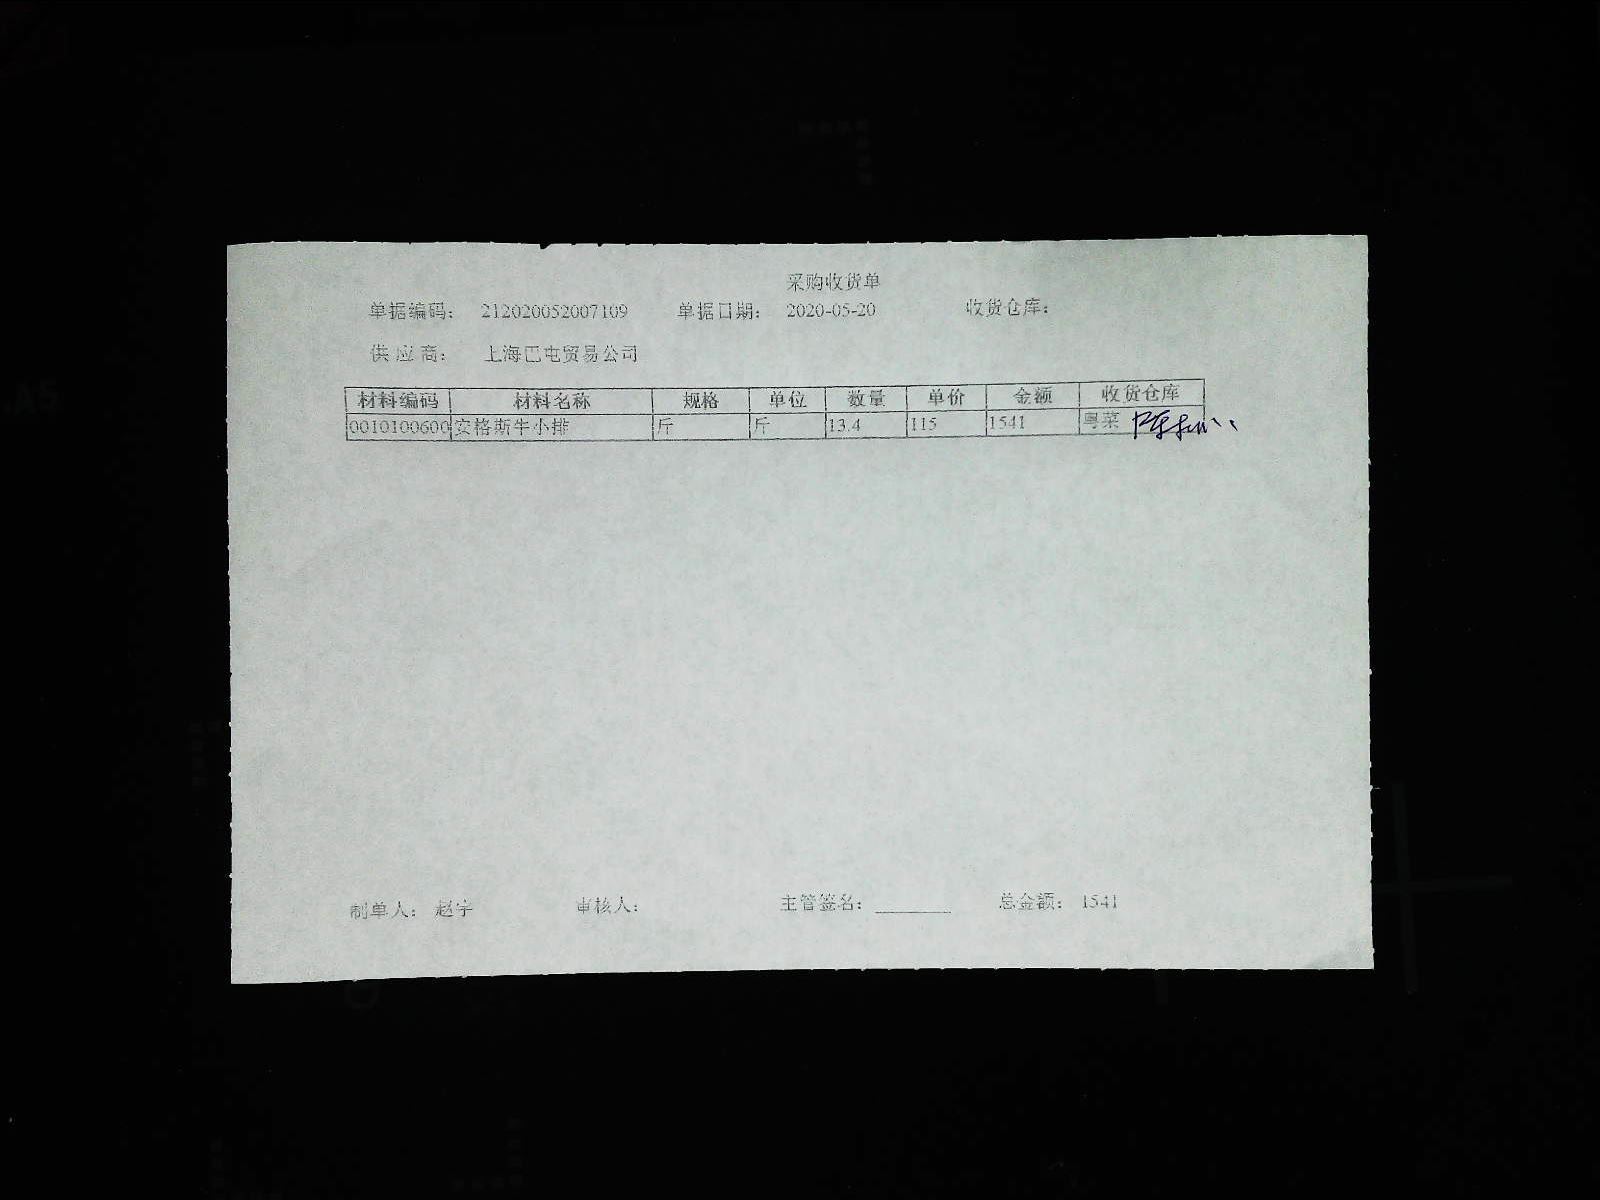 采购收货单
单据编码： 212020052007109 单据日期： 2020-05-20 收货仓库：
供 应 商： 上海巴屯贸易公司
材料编码 材料名称 规格 单位 数量 单价 金额 收货仓库
0010100600 安格斯牛小排 斤 斤 13.4 115 1541 粤菜
制单人： 赵宇 审核人： 主管签名： ________ 总金额： 1541